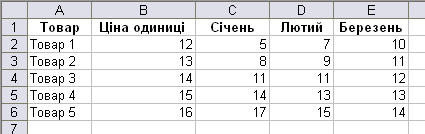 A B C D E
1 Товар Ціна одиниці Січень Лютий Березень
2 Товар 1 12 5 7 10
3 Товар 2 13 8 9 11
4 Товар 3 14 11 11 12
5 Товар 4 15 14 13 13
6 Товар 5 16 17 15 14
7